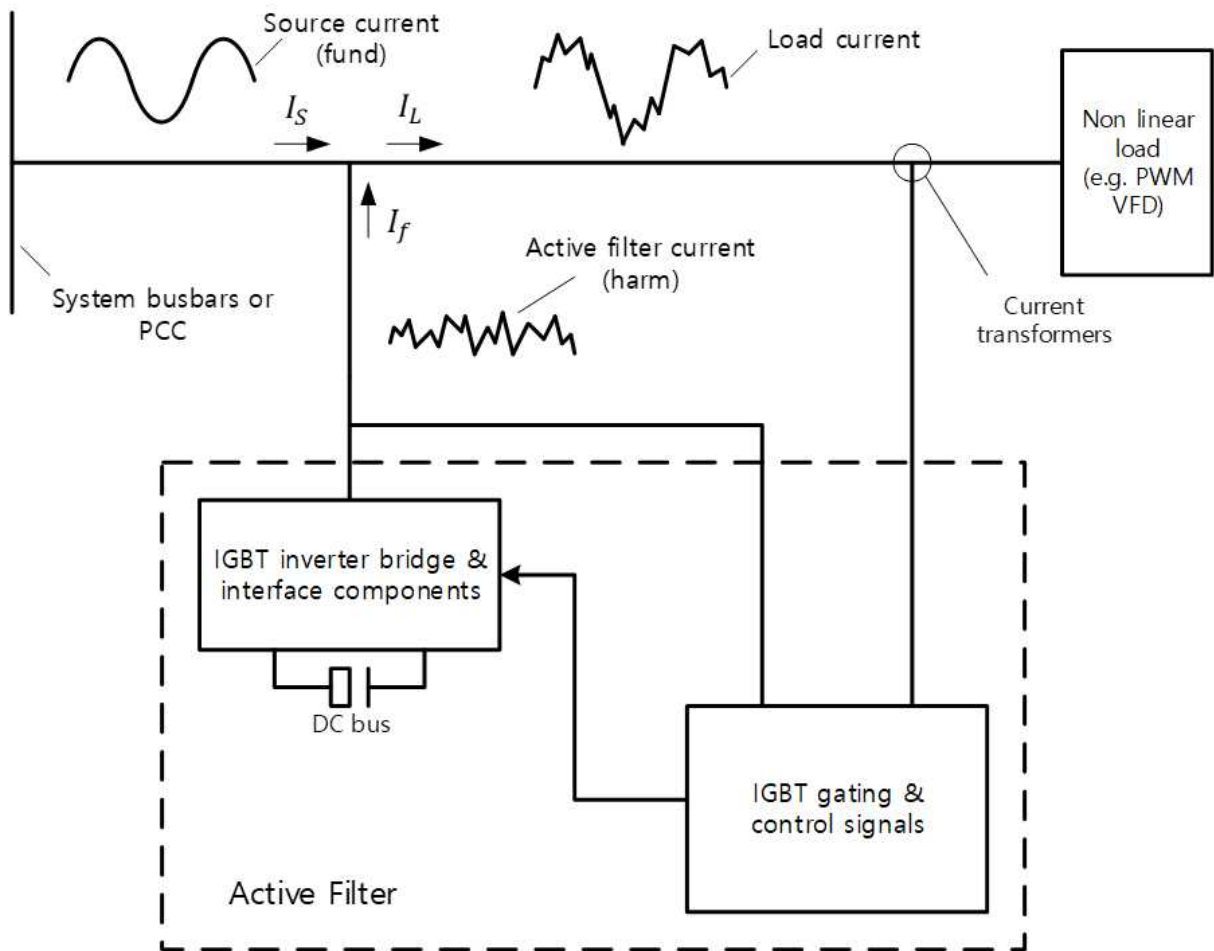 Source current
(fund)
Load current
I_S
I_L
Non linear
load
(e.g. PWM
VFD)
I_f
Active filter current
(harm)
System busbars or
PCC
Current
transformers
IGBT inverter bridge &
interface components
DC bus
IGBT gating &
control signals
Active Filter